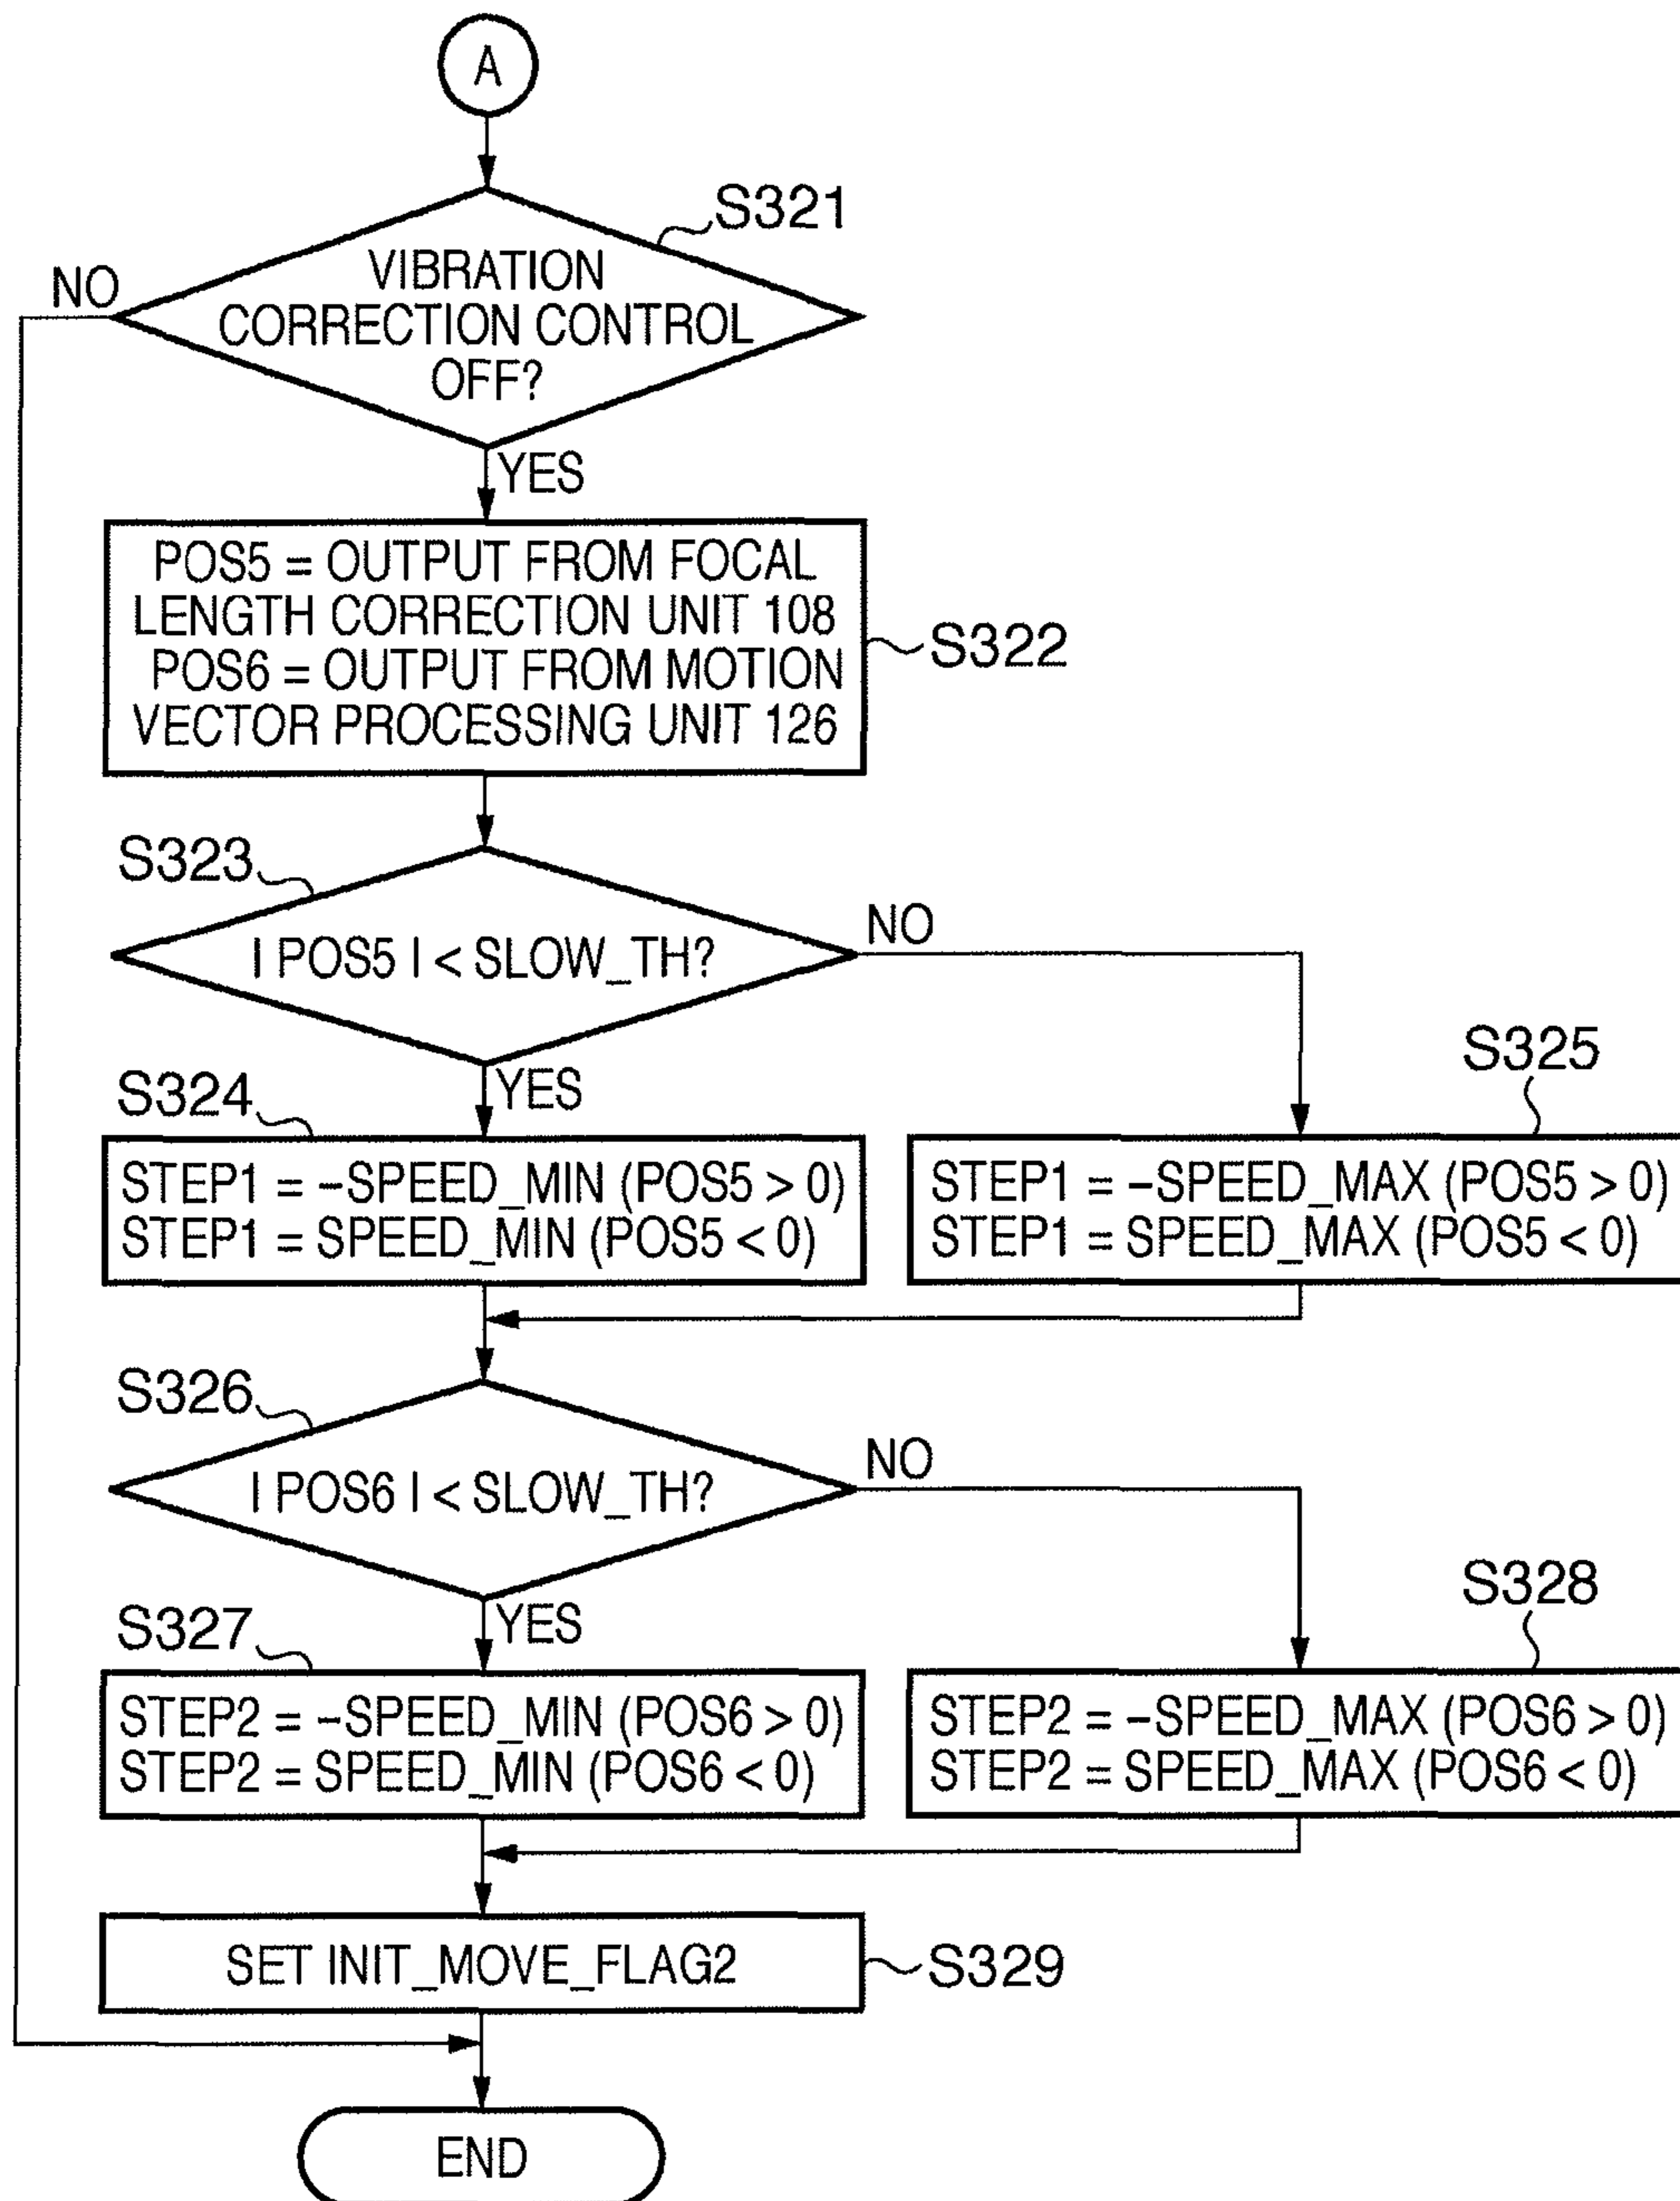 A
S321
VIBRATION
CORRECTION CONTROL
OFF?
NO
YES
POS5 = OUTPUT FROM FOCAL
LENGTH CORRECTION UNIT 108
POS6 = OUTPUT FROM MOTION
VECTOR PROCESSING UNIT 126
S322
S323
| POS5 | < SLOW_TH?
NO
YES
S324
STEP1 = -SPEED_MIN (POS5 > 0)
STEP1 = SPEED_MIN (POS5 < 0)
S325
STEP1 = -SPEED_MAX (POS5 > 0)
STEP1 = SPEED_MAX (POS5 < 0)
S326
| POS6 | < SLOW_TH?
NO
YES
S327
STEP2 = -SPEED_MIN (POS6 > 0)
STEP2 = SPEED_MIN (POS6 < 0)
S328
STEP2 = -SPEED_MAX (POS6 > 0)
STEP2 = SPEED_MAX (POS6 < 0)
SET INIT_MOVE_FLAG2
S329
END